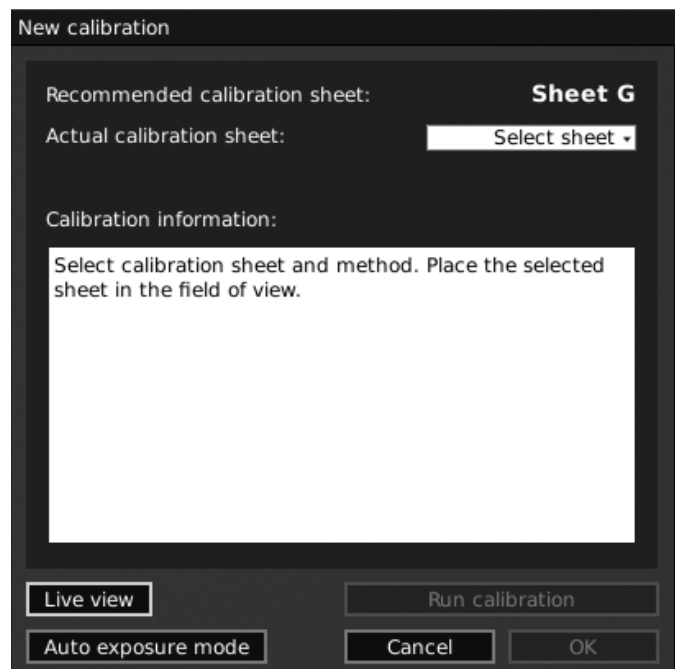 New calibration
Recommended calibration sheet: Sheet G
Actual calibration sheet: Select sheet
Calibration information:
Select calibration sheet and method. Place the selected
sheet in the field of view.
Live view Run calibration
Auto exposure mode Cancel OK